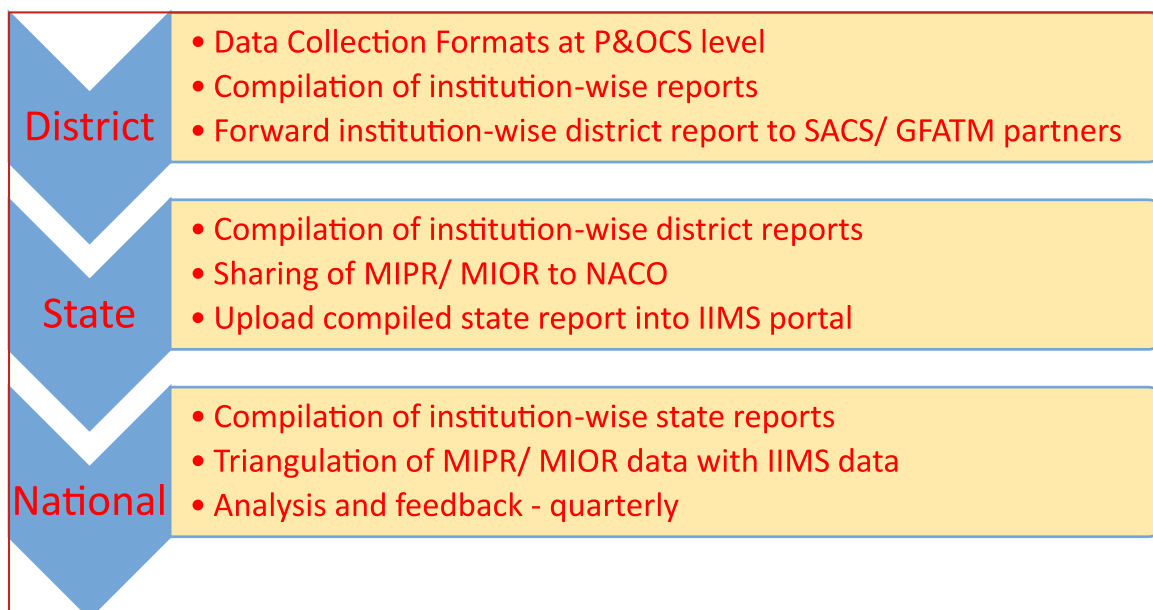 District
• Data Collection Formats at P&OCS level
• Compilation of institution-wise reports
• Forward institution-wise district report to SACS/ GFATM partners
State
• Compilation of institution-wise district reports
• Sharing of MIPR/ MIOR to NACO
• Upload compiled state report into IIMS portal
National
• Compilation of institution-wise state reports
• Triangulation of MIPR/ MIOR data with IIMS data
• Analysis and feedback - quarterly